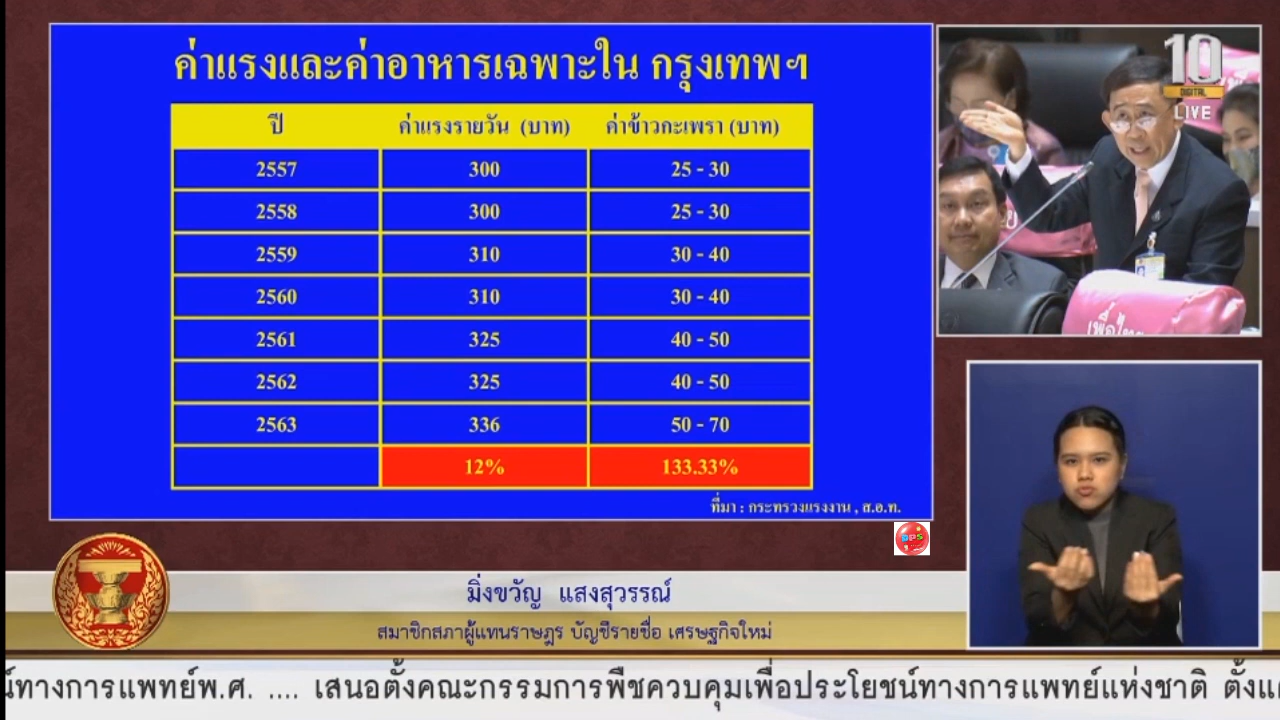 ค่าแรงและค่าอาหารเฉพาะใน กรุงเทพฯ
ปี ค่าแรงรายวัน (บาท) ค่าข้าวกะเพรา (บาท)
2557 300 25 - 30
2558 300 25 - 30
2559 310 30 - 40
2560 310 30 - 40
2561 325 40 - 50
2562 325 40 - 50
2563 336 50 - 70
12% 133.33%
ที่มา : กระทรวงแรงงาน , ส.อ.ท.
10
DIGITAL
LIVE
เพื่อไทย
DPS
มิ่งขวัญ แสงสุวรรณ์
สมาชิกสภาผู้แทนราษฎร บัญชีรายชื่อ เศรษฐกิจใหม่
น์ทางการแพทย์พ.ศ. .... เสนอตั้งคณะกรรมการพืชควบคุมเพื่อประโยชน์ทางการแพทย์แห่งชาติ ตั้งแต่